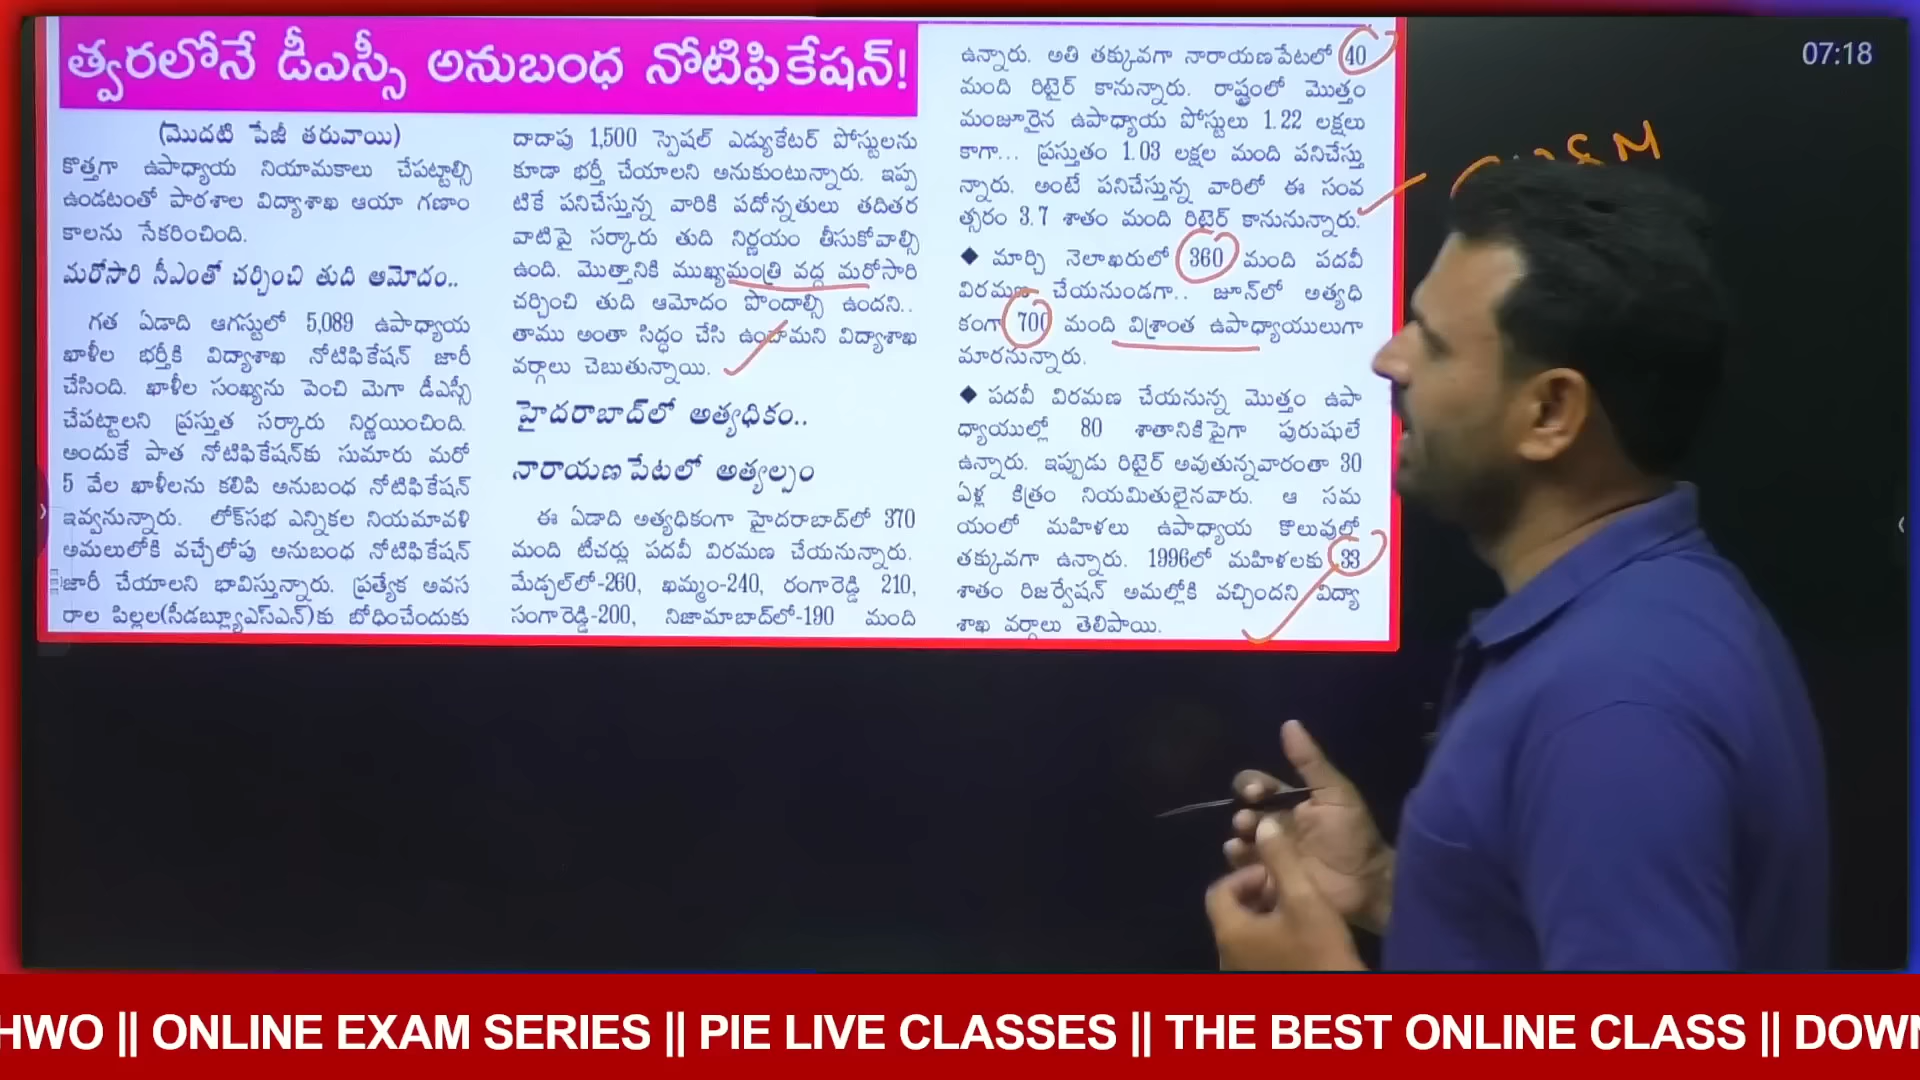 త్వరలోనే డీఎస్సీ అనుబంధ నోటిఫికేషన్!
(మొదటి పేజీ తరువాయి)
కొత్తగా ఉపాధ్యాయ నియామకాలు చేపట్టాల్సి
ఉండటంతో పాఠశాల విద్యాశాఖ ఆయా గణాం
కాలను సేకరించింది.
మరోసారి సీఎంతో చర్చించి తుది ఆమోదం..
గత ఏడాది ఆగస్టులో 5,089 ఉపాధ్యాయ
ఖాళీల భర్తీకి విద్యాశాఖ నోటిఫికేషన్ జారీ
చేసింది. ఖాళీల సంఖ్యను పెంచి మెగా డీఎస్సీ
చేపట్టాలని ప్రస్తుత సర్కారు నిర్ణయించింది.
అందుకే పాత నోటిఫికేషన్‌కు సుమారు మరో
5 వేల ఖాళీలను కలిపి అనుబంధ నోటిఫికేషన్
ఇవ్వనున్నారు. లోక్‌సభ ఎన్నికల నియమావళి
అమలులోకి వచ్చేలోపు అనుబంధ నోటిఫికేషన్
జారీ చేయాలని భావిస్తున్నారు. ప్రత్యేక అవస
రాల పిల్లల(సీడబ్ల్యూఎస్ఎన్)కు బోధించేందుకు
దాదాపు 1,500 స్పెషల్ ఎడ్యుకేటర్ పోస్టులను
కూడా భర్తీ చేయాలని అనుకుంటున్నారు. ఇప్ప
టికే పనిచేస్తున్న వారికి పదోన్నతులు తదితర
వాటిపై సర్కారు తుది నిర్ణయం తీసుకోవాల్సి
ఉంది. మొత్తానికి ముఖ్యమంత్రి వద్ద మరోసారి
చర్చించి తుది ఆమోదం పొందాల్సి ఉందని..
తాము అంతా సిద్ధం చేసి ఉంచామని విద్యాశాఖ
వర్గాలు చెబుతున్నాయి.
హైదరాబాద్‌లో అత్యధికం..
నారాయణపేటలో అత్యల్పం
ఈ ఏడాది అత్యధికంగా హైదరాబాద్‌లో 370
మంది టీచర్లు పదవీ విరమణ చేయనున్నారు.
మేడ్చల్‌లో-260, ఖమ్మం-240, రంగారెడ్డి 210,
సంగారెడ్డి-200, నిజామాబాద్‌లో-190 మంది
ఉన్నారు. అతి తక్కువగా నారాయణపేటలో 40
మంది రిటైర్ కానున్నారు. రాష్ట్రంలో మొత్తం
మంజూరైన ఉపాధ్యాయ పోస్టులు 1.22 లక్షలు
కాగా... ప్రస్తుతం 1.03 లక్షల మంది పనిచేస్తు
న్నారు. అంటే పనిచేస్తున్న వారిలో ఈ సంవ
త్సరం 3.7 శాతం మంది రిటైర్ కానునున్నారు.
◆ మార్చి నెలాఖరులో 360 మంది పదవీ
విరమణ చేయనుండగా.. జూన్‌లో అత్యధి
కంగా 700 మంది విశ్రాంత ఉపాధ్యాయులుగా
మారనున్నారు.
◆ పదవీ విరమణ చేయనున్న మొత్తం ఉపా
ధ్యాయుల్లో 80 శాతానికిపైగా పురుషులే
ఉన్నారు. ఇప్పుడు రిటైర్ అవుతున్నవారంతా 30
ఏళ్ల క్రితం నియమితులైనవారు. ఆ సమ
యంలో మహిళలు ఉపాధ్యాయ కొలువుల్లో
తక్కువగా ఉన్నారు. 1996లో మహిళలకు 33
శాతం రిజర్వేషన్ అమల్లోకి వచ్చిందని విద్యా
శాఖ వర్గాలు తెలిపాయి.
07:18
HWO || ONLINE EXAM SERIES || PIE LIVE CLASSES || THE BEST ONLINE CLASS || DOWN